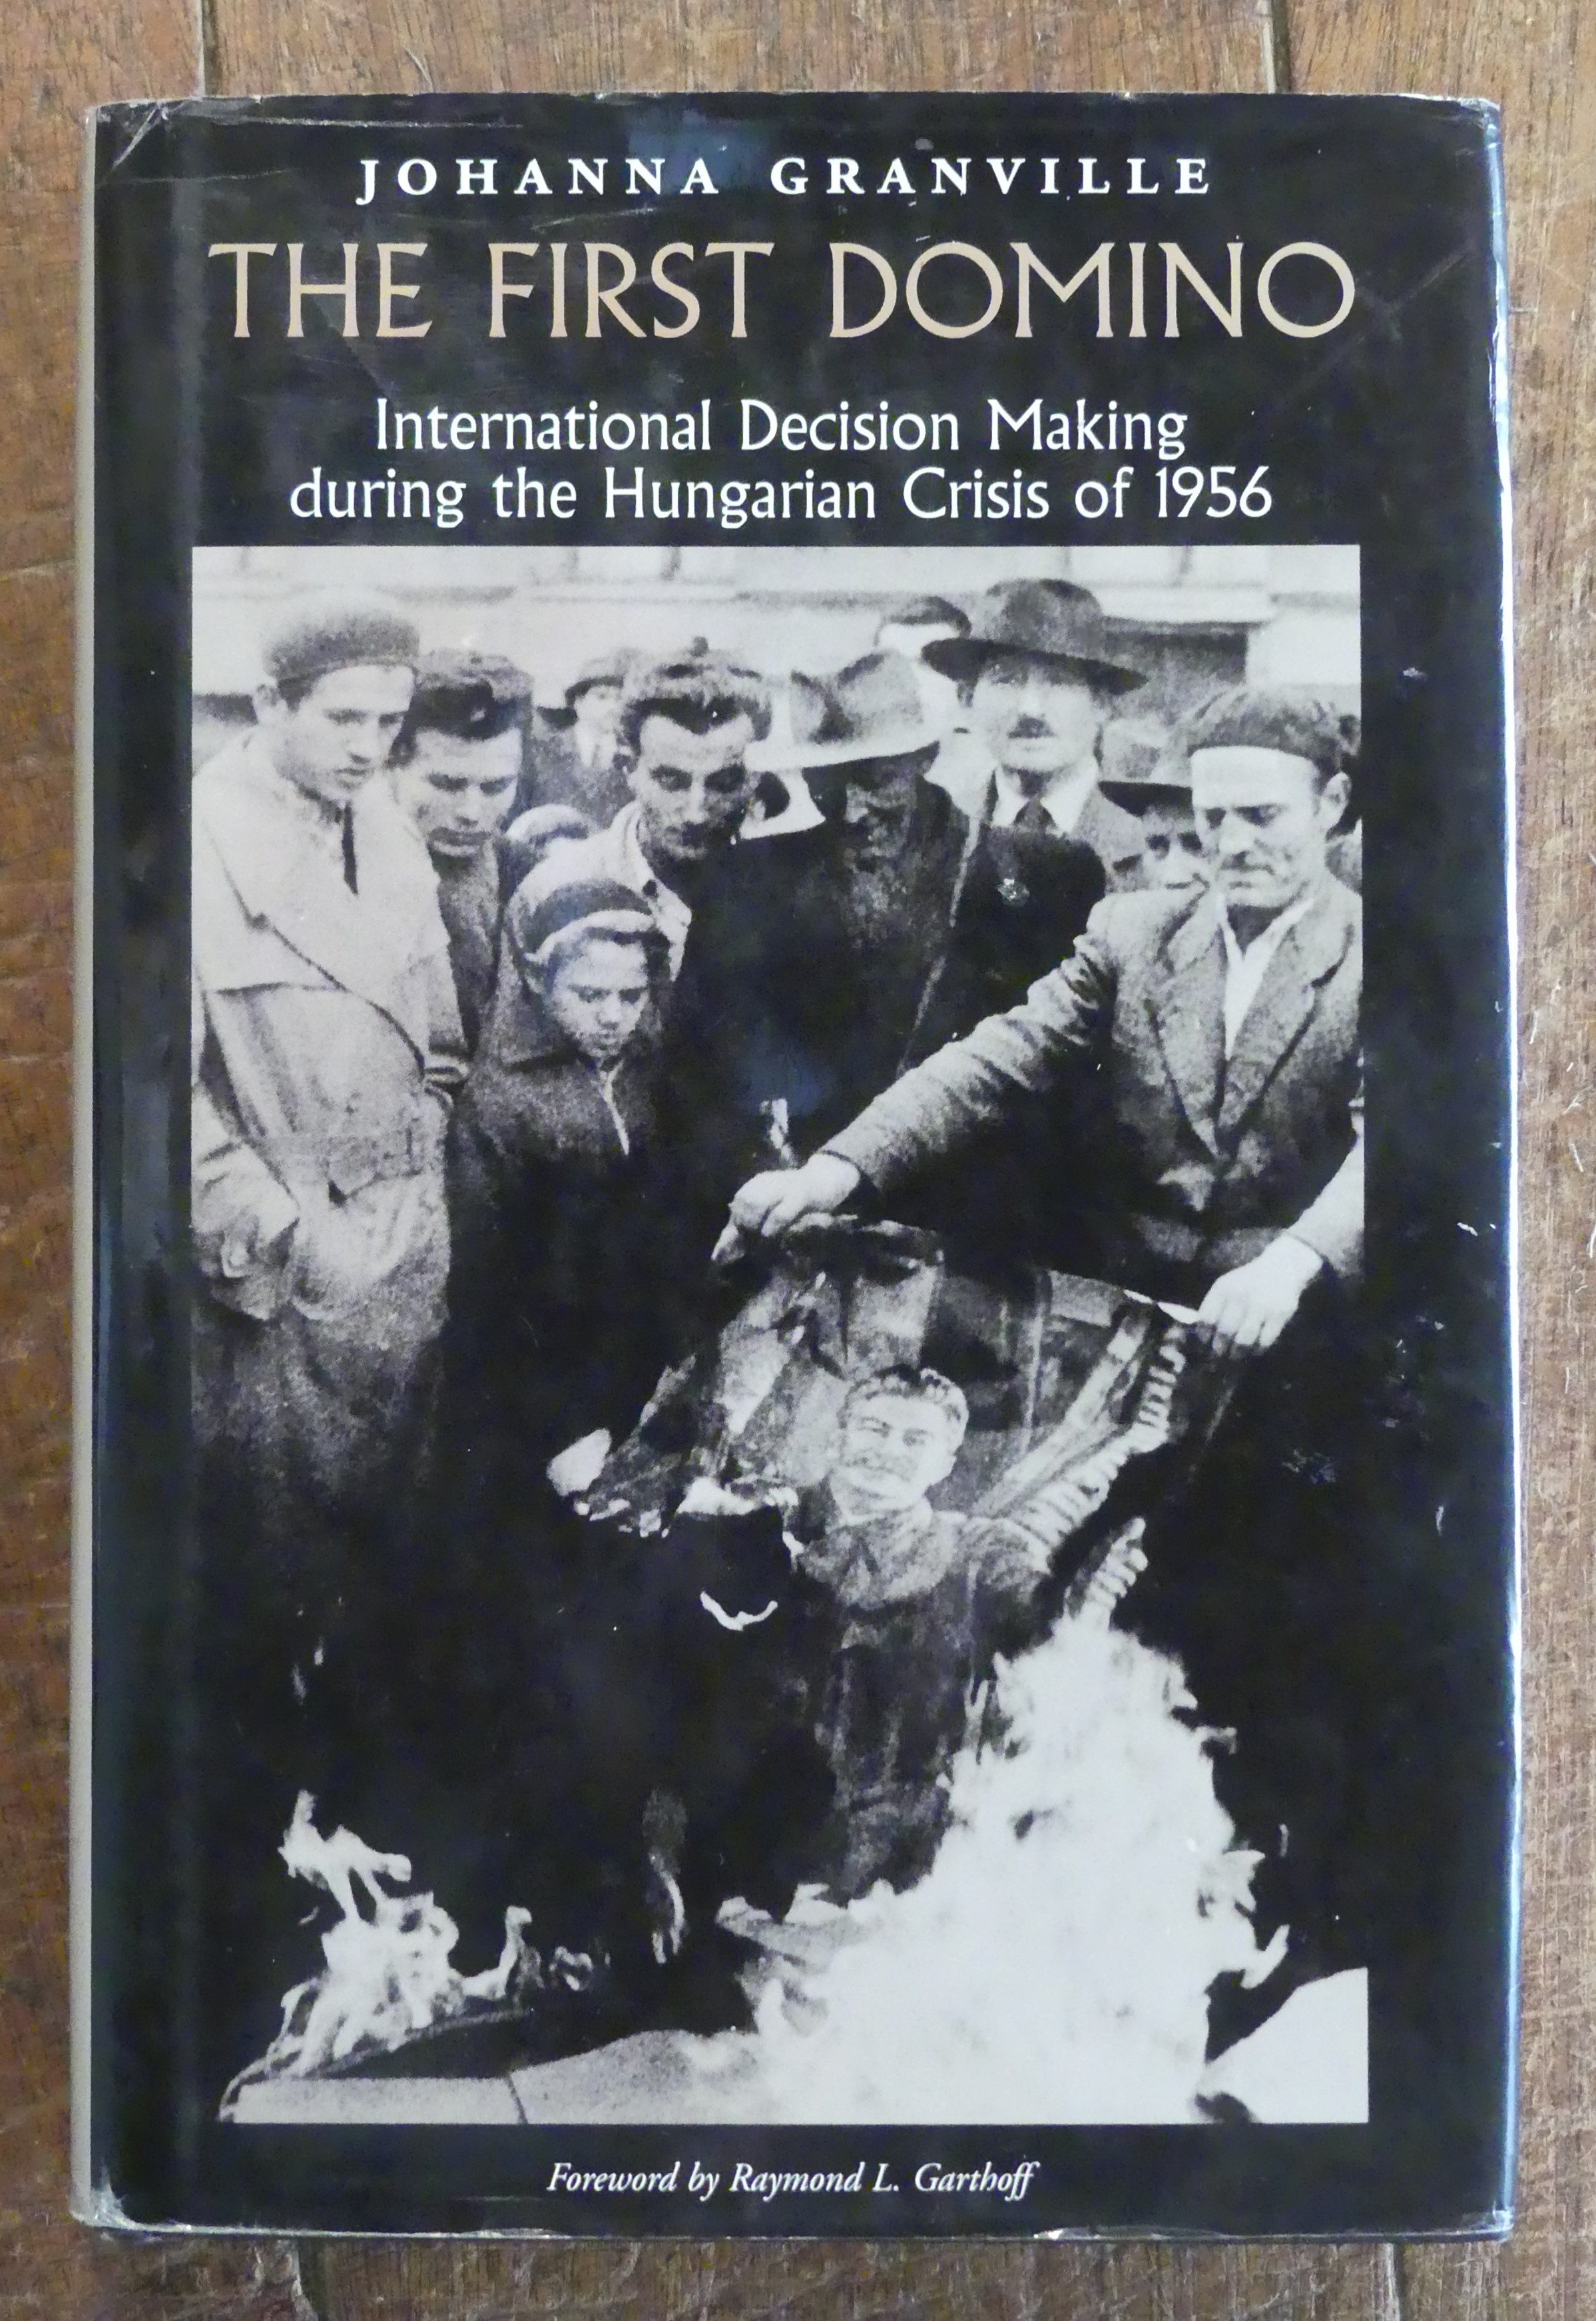 JOHANNA GRANVILLE
THE FIRST DOMINO
International Decision Making
during the Hungarian Crisis of 1956
Foreword by Raymond L. Garthoff